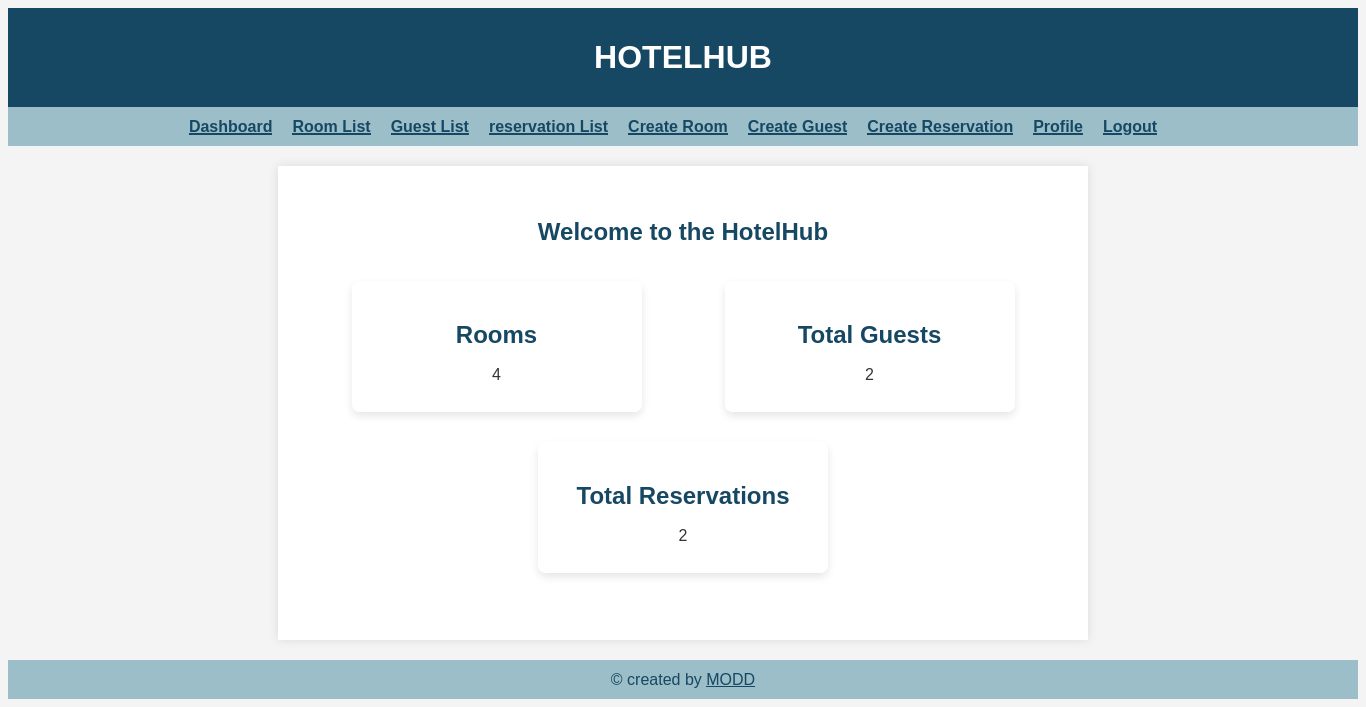 HOTELHUB
Dashboard Room List Guest List reservation List Create Room Create Guest Create Reservation Profile Logout
Welcome to the HotelHub
Rooms Total Guests
4 2
Total Reservations
2
© created by MODD